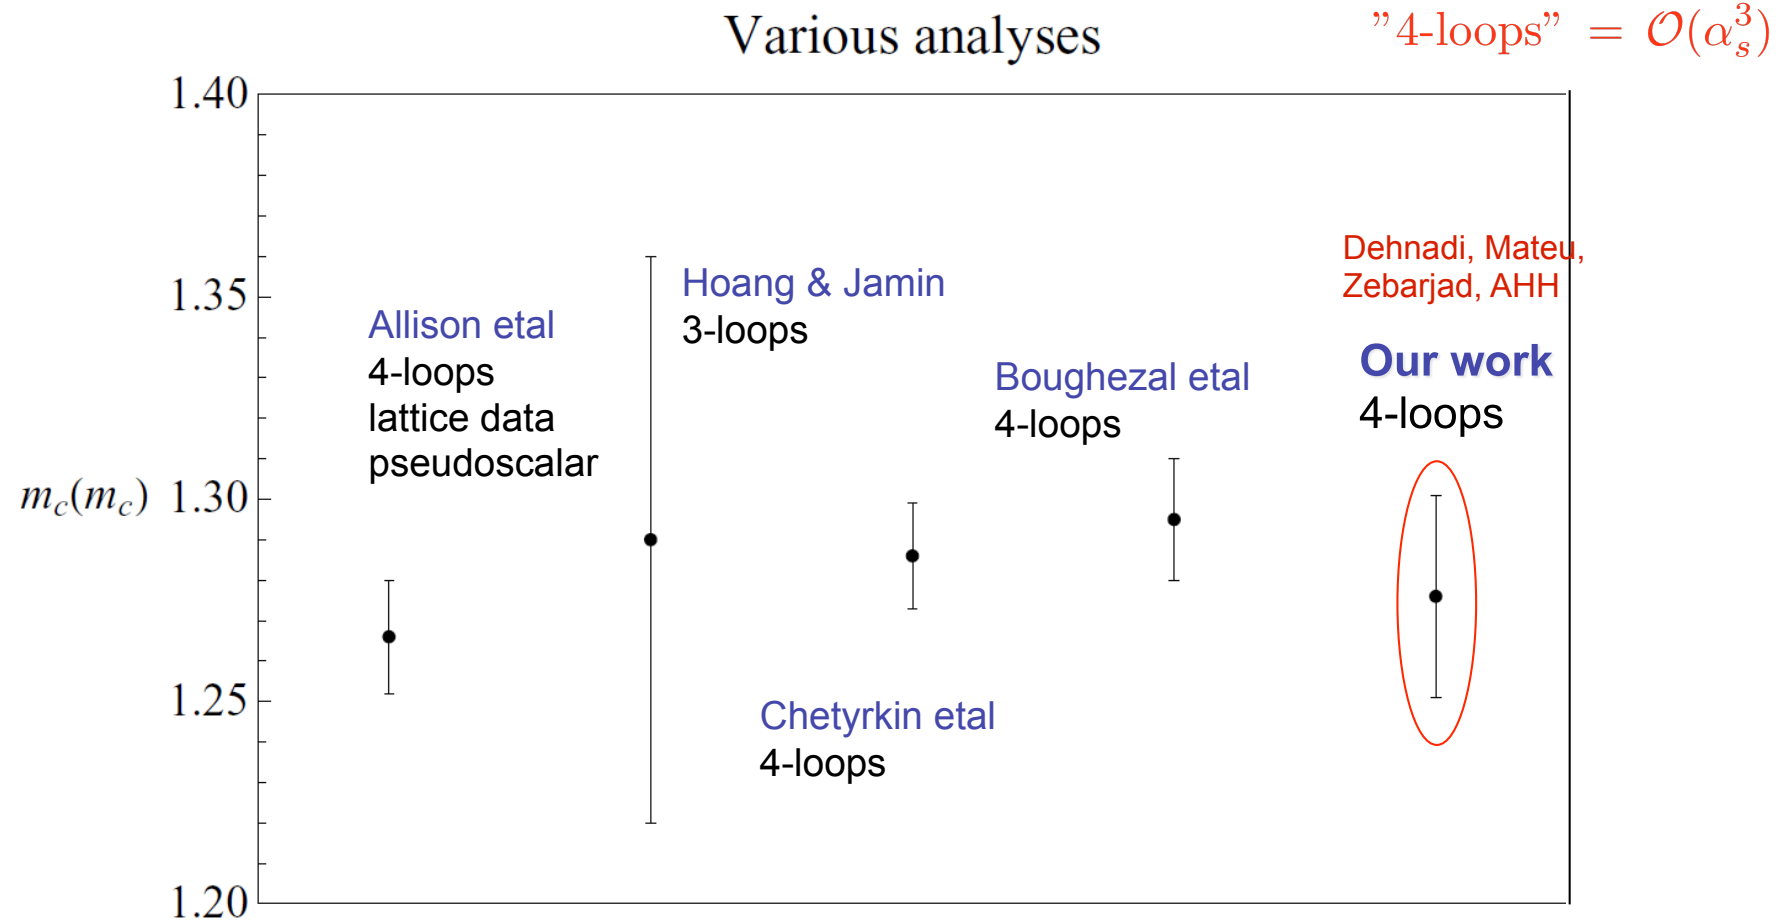 Various analyses
"4-loops" = 𝒪(α_s^3)
1.40
1.35
1.30
1.25
1.20
m_c(m_c)
Allison etal
4-loops
lattice data
pseudoscalar
Hoang & Jamin
3-loops
Chetyrkin etal
4-loops
Boughezal etal
4-loops
Dehnadi, Mateu,
Zebarjad, AHH
Our work
4-loops